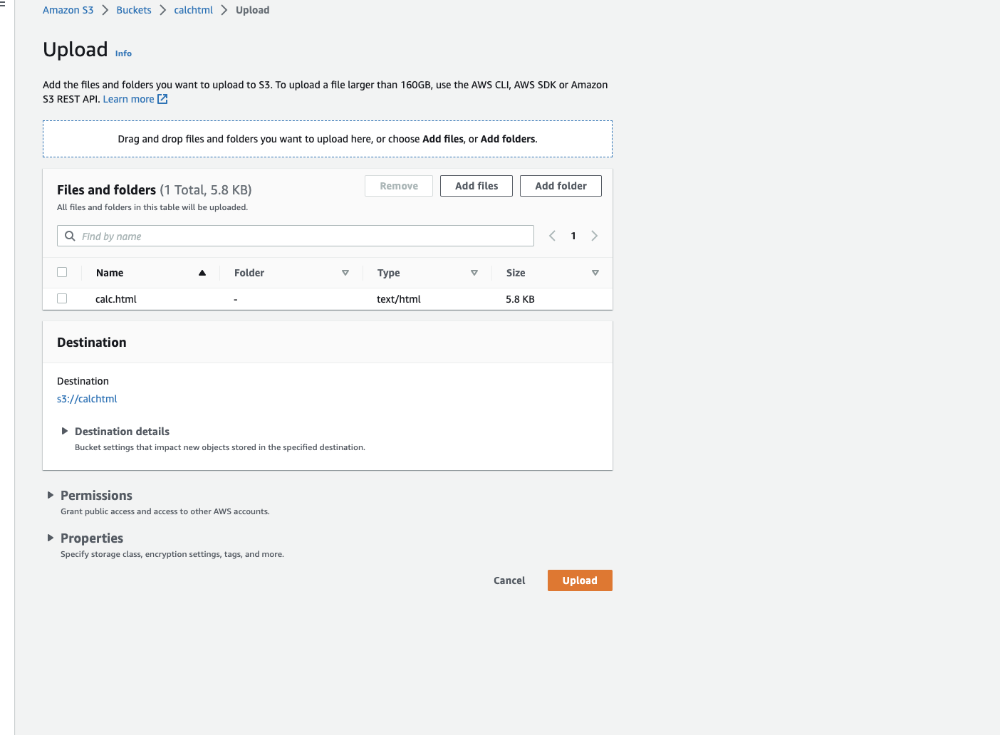 Amazon S3 > Buckets > calchtml > Upload
Upload Info
Add the files and folders you want to upload to S3. To upload a file larger than 160GB, use the AWS CLI, AWS SDK or Amazon
S3 REST API. Learn more
Drag and drop files and folders you want to upload here, or choose Add files, or Add folders.
Files and folders (1 Total, 5.8 KB)
Remove Add files Add folder
All files and folders in this table will be uploaded.
Find by name
1
Name Folder Type Size
calc.html - text/html 5.8 KB
Destination
Destination
s3://calchtml
Destination details
Bucket settings that impact new objects stored in the specified destination.
Permissions
Grant public access and access to other AWS accounts.
Properties
Specify storage class, encryption settings, tags, and more.
Cancel Upload